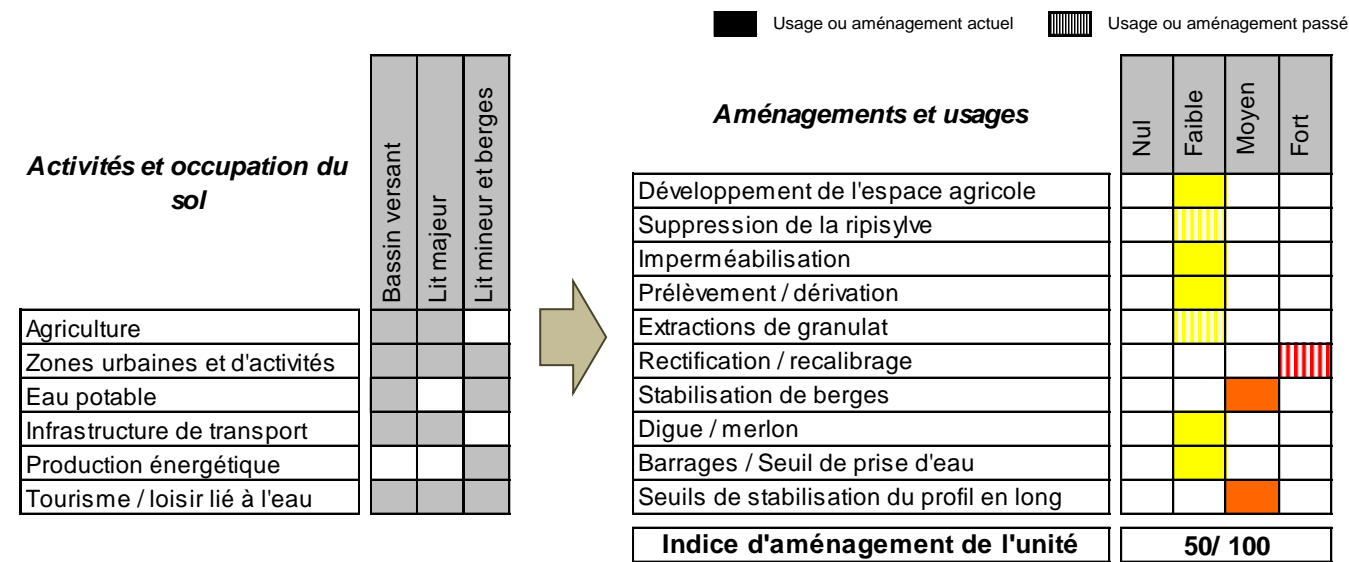 Usage ou aménagement actuel
Usage ou aménagement passé
Activités et occupation du
sol
Bassin versant
Lit majeur
Lit mineur et berges
Agriculture
Zones urbaines et d'activités
Eau potable
Infrastructure de transport
Production énergétique
Tourisme / loisir lié à l'eau
Aménagements et usages
Nul
Faible
Moyen
Fort
Développement de l'espace agricole
Suppression de la ripisylve
Imperméabilisation
Prélèvement / dérivation
Extractions de granulat
Rectification / recalibrage
Stabilisation de berges
Digue / merlon
Barrages / Seuil de prise d'eau
Seuils de stabilisation du profil en long
Indice d'aménagement de l'unité
50/ 100